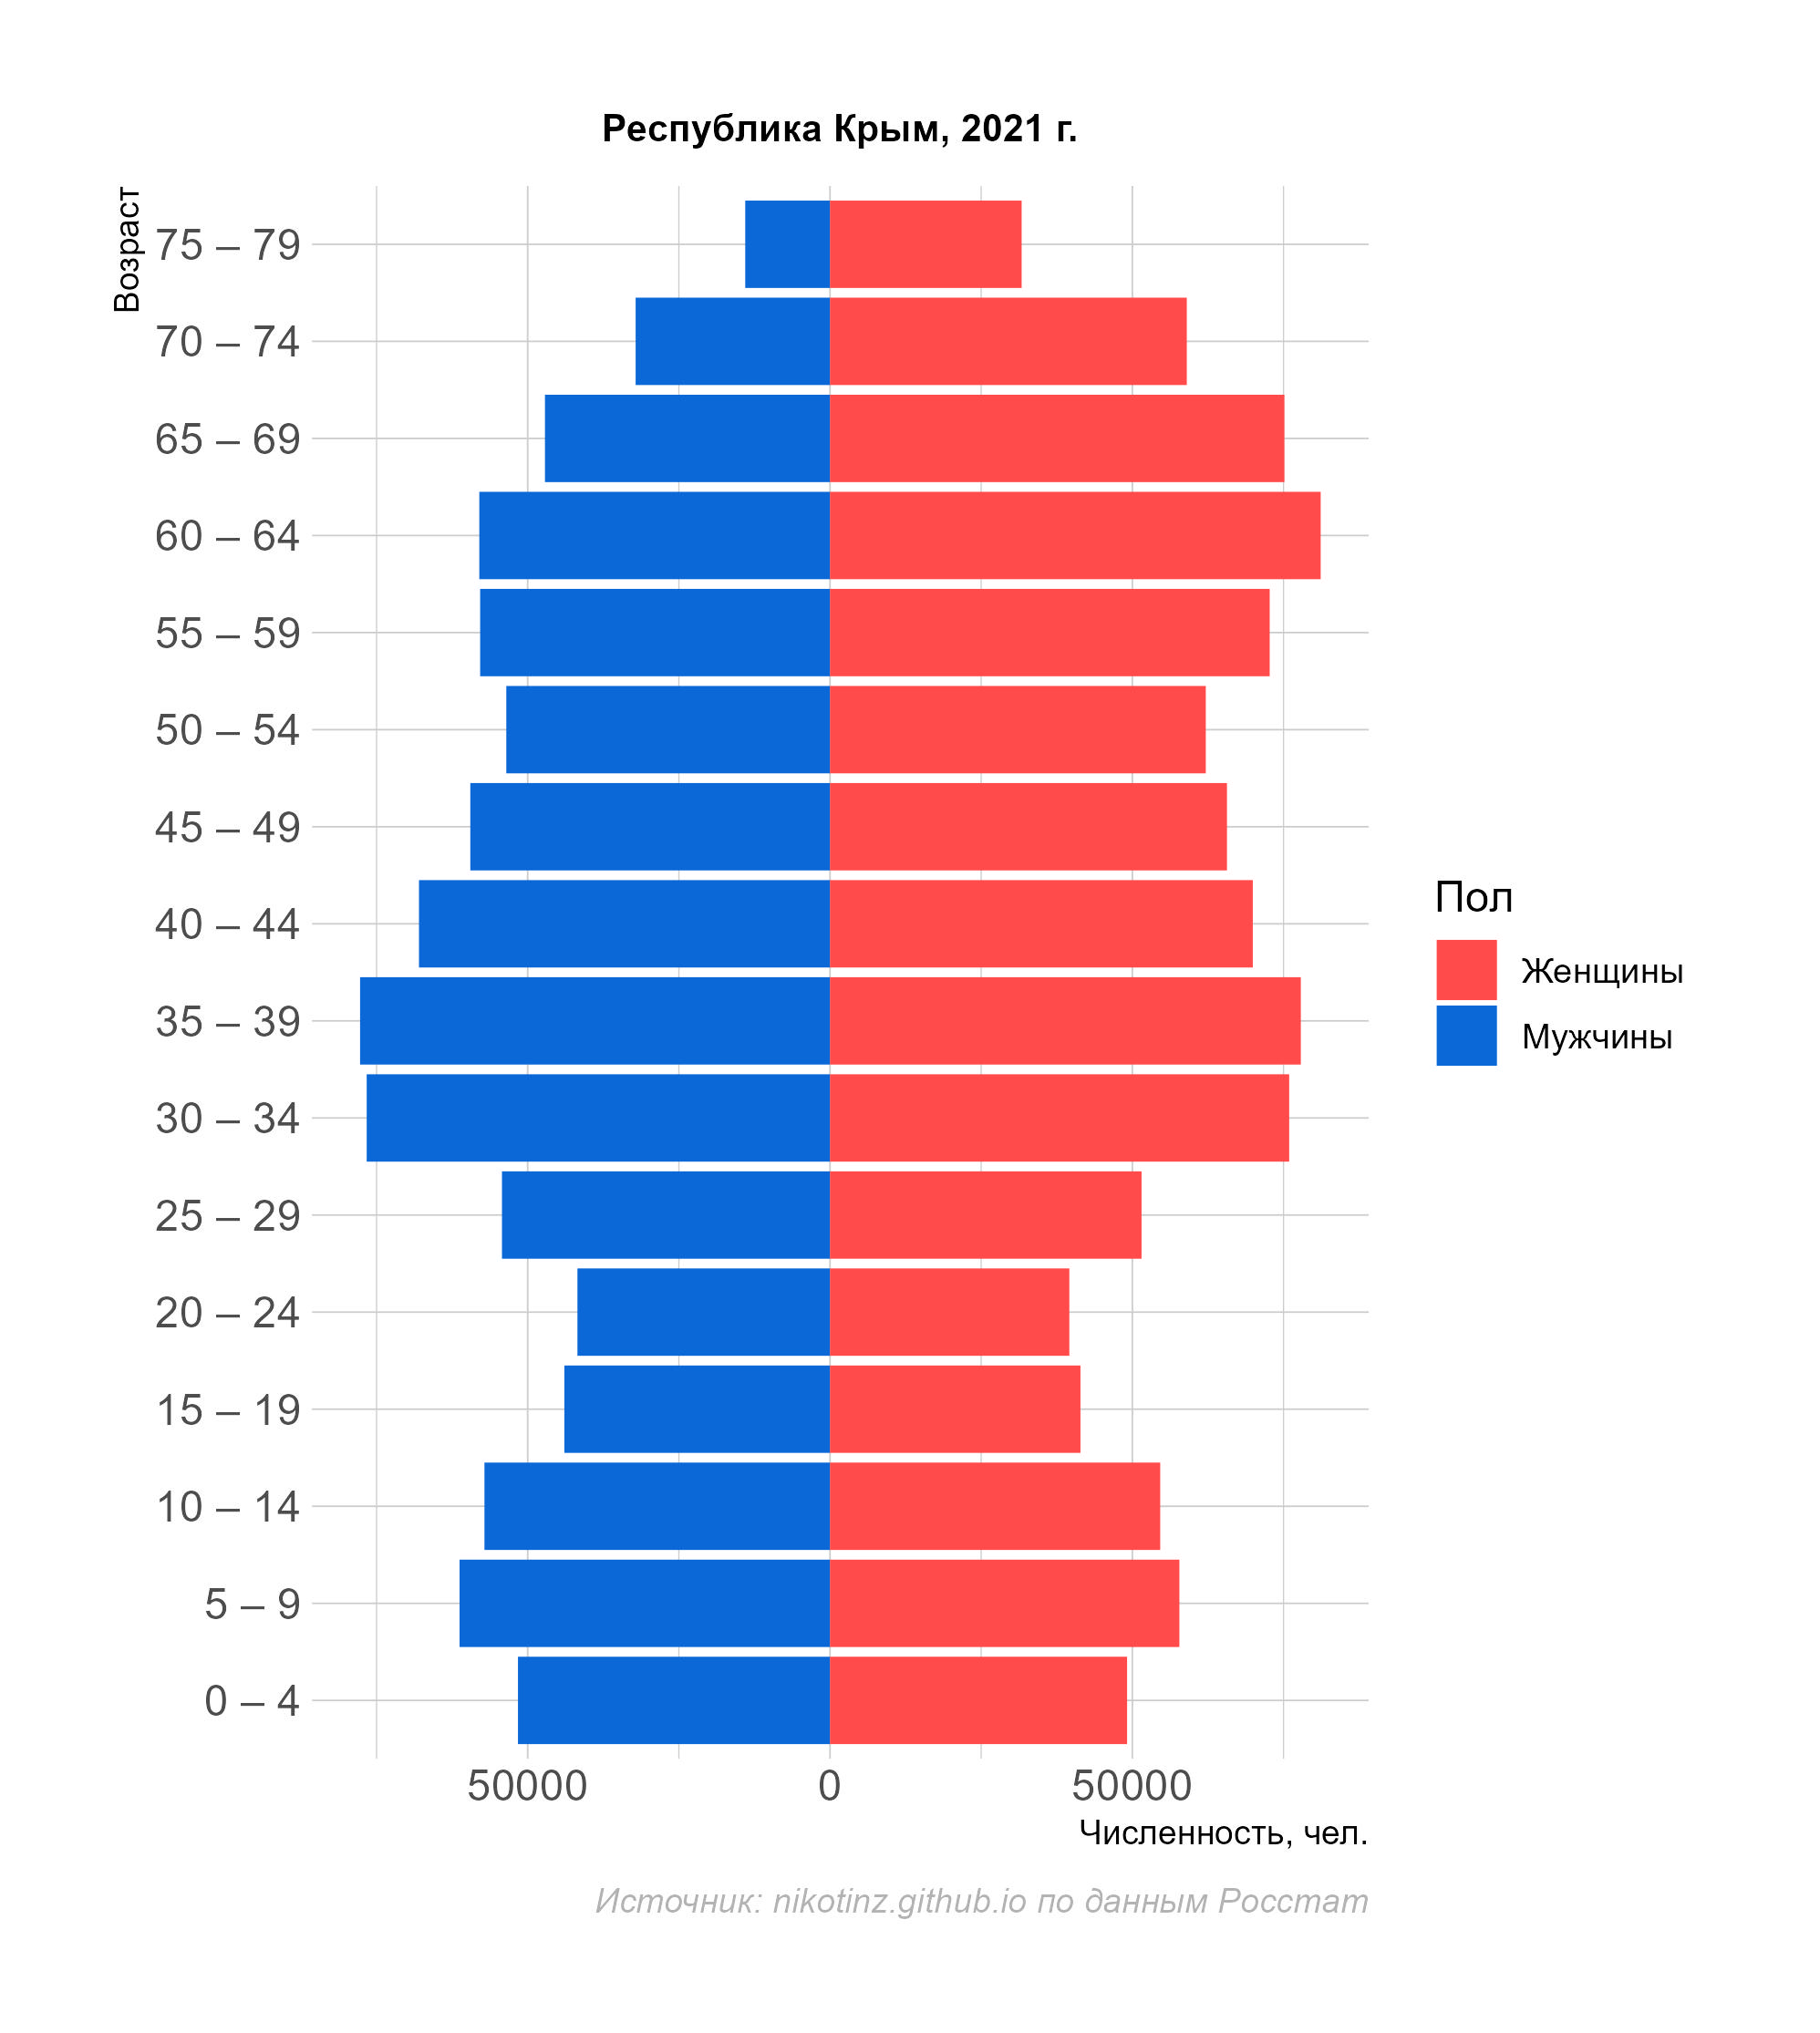 Республика Крым, 2021 г.
Возраст
75 – 79
70 – 74
65 – 69
60 – 64
55 – 59
50 – 54
45 – 49
40 – 44
35 – 39
30 – 34
25 – 29
20 – 24
15 – 19
10 – 14
5 – 9
0 – 4
50000 0 50000
Численность, чел.
Пол
Женщины
Мужчины
Источник: nikotinz.github.io по данным Росстат